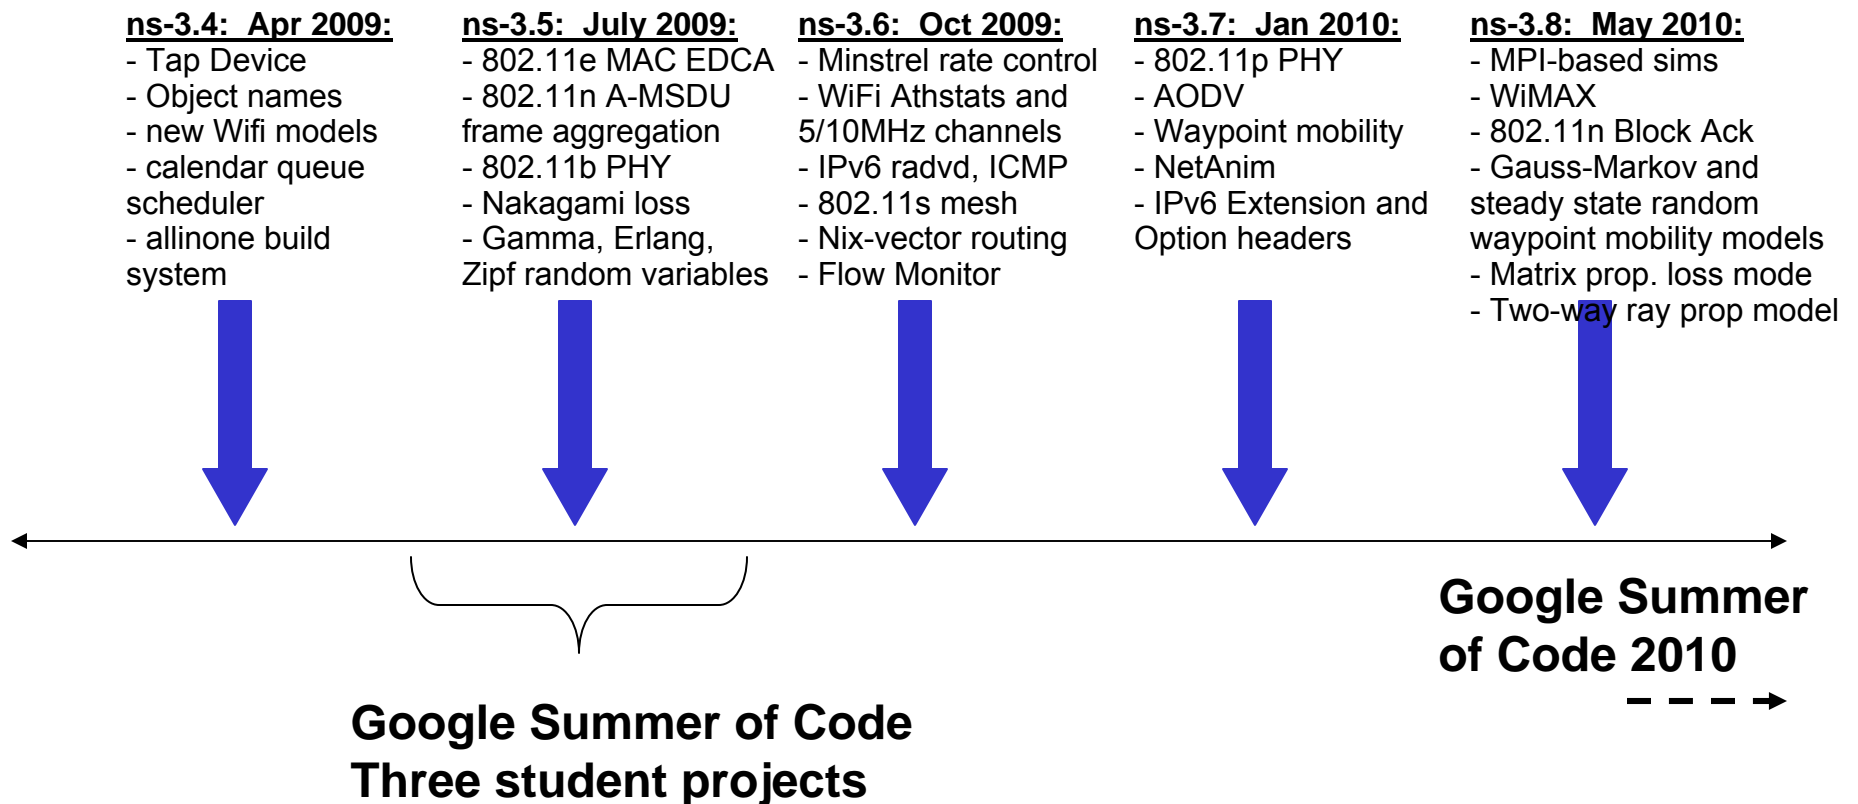 ns-3.4: Apr 2009:
- Tap Device
- Object names
- new Wifi models
- calendar queue
scheduler
- allinone build
system
ns-3.5: July 2009:
- 802.11e MAC EDCA
- 802.11n A-MSDU
frame aggregation
- 802.11b PHY
- Nakagami loss
- Gamma, Erlang,
Zipf random variables
ns-3.6: Oct 2009:
- Minstrel rate control
- WiFi Athstats and
5/10MHz channels
- IPv6 radvd, ICMP
- 802.11s mesh
- Nix-vector routing
- Flow Monitor
ns-3.7: Jan 2010:
- 802.11p PHY
- AODV
- Waypoint mobility
- NetAnim
- IPv6 Extension and
Option headers
ns-3.8: May 2010:
- MPI-based sims
- WiMAX
- 802.11n Block Ack
- Gauss-Markov and
steady state random
waypoint mobility models
- Matrix prop. loss mode
- Two-way ray prop model
Google Summer of Code
Three student projects
Google Summer
of Code 2010